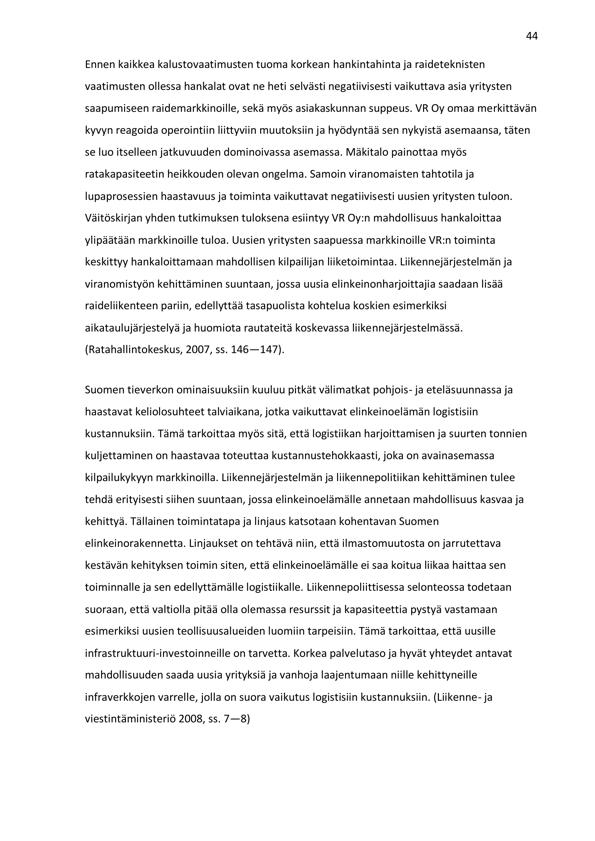 44
Ennen kaikkea kalustovaatimusten tuoma korkean hankintahinta ja raideteknisten
vaatimusten ollessa hankalat ovat ne heti selvästi negatiivisesti vaikuttava asia yritysten
saapumiseen raidemarkkinoille, sekä myös asiakaskunnan suppeus. VR Oy omaa merkittävän
kyvyn reagoida operointiin liittyviin muutoksiin ja hyödyntää sen nykyistä asemaansa, täten
se luo itselleen jatkuvuuden dominoivassa asemassa. Mäkitalo painottaa myös
ratakapasiteetin heikkouden olevan ongelma. Samoin viranomaisten tahtotila ja
lupaprosessien haastavuus ja toiminta vaikuttavat negatiivisesti uusien yritysten tuloon.
Väitöskirjan yhden tutkimuksen tuloksena esiintyy VR Oy:n mahdollisuus hankaloittaa
ylipäätään markkinoille tuloa. Uusien yritysten saapuessa markkinoille VR:n toiminta
keskittyy hankaloittamaan mahdollisen kilpailijan liiketoimintaa. Liikennejärjestelmän ja
viranomistyön kehittäminen suuntaan, jossa uusia elinkeinonharjoittajia saadaan lisää
raideliikenteen pariin, edellyttää tasapuolista kohtelua koskien esimerkiksi
aikataulujärjestelyä ja huomiota rautateitä koskevassa liikennejärjestelmässä.
(Ratahallintokeskus, 2007, ss. 146—147).
Suomen tieverkon ominaisuuksiin kuuluu pitkät välimatkat pohjois- ja eteläsuunnassa ja
haastavat keliolosuhteet talviaikana, jotka vaikuttavat elinkeinoelämän logistisiin
kustannuksiin. Tämä tarkoittaa myös sitä, että logistiikan harjoittamisen ja suurten tonnien
kuljettaminen on haastavaa toteuttaa kustannustehokkaasti, joka on avainasemassa
kilpailukykyyn markkinoilla. Liikennejärjestelmän ja liikennepolitiikan kehittäminen tulee
tehdä erityisesti siihen suuntaan, jossa elinkeinoelämälle annetaan mahdollisuus kasvaa ja
kehittyä. Tällainen toimintatapa ja linjaus katsotaan kohentavan Suomen
elinkeinorakennetta. Linjaukset on tehtävä niin, että ilmastomuutosta on jarrutettava
kestävän kehityksen toimin siten, että elinkeinoelämälle ei saa koitua liikaa haittaa sen
toiminnalle ja sen edellyttämälle logistiikalle. Liikennepoliittisessa selonteossa todetaan
suoraan, että valtiolla pitää olla olemassa resurssit ja kapasiteettia pystyä vastamaan
esimerkiksi uusien teollisuusalueiden luomiin tarpeisiin. Tämä tarkoittaa, että uusille
infrastruktuuri-investoinneille on tarvetta. Korkea palvelutaso ja hyvät yhteydet antavat
mahdollisuuden saada uusia yrityksiä ja vanhoja laajentumaan niille kehittyneille
infraverkkojen varrelle, jolla on suora vaikutus logistisiin kustannuksiin. (Liikenne- ja
viestintäministeriö 2008, ss. 7—8)